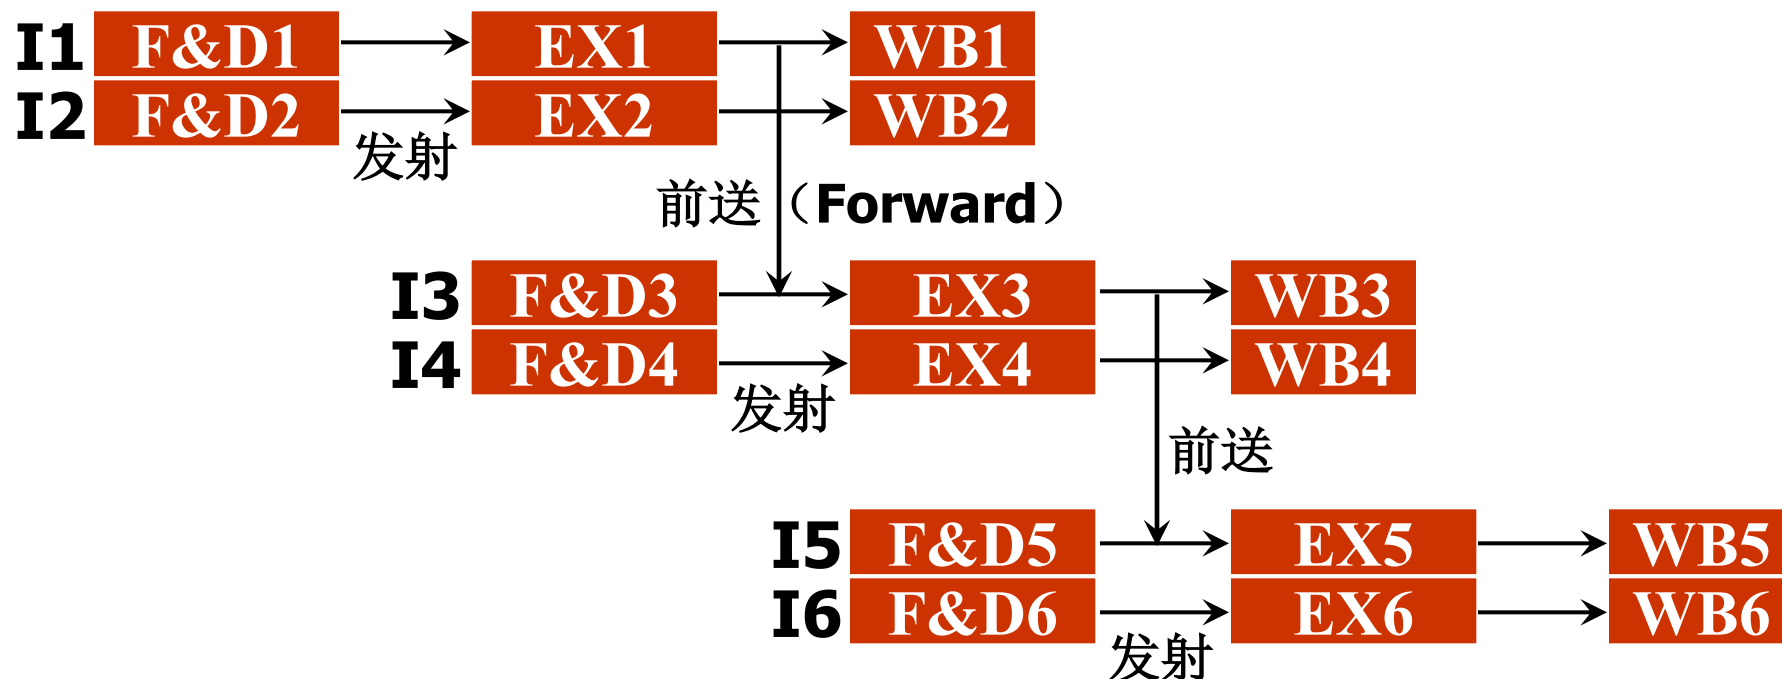 I1 F&D1 EX1 WB1
I2 F&D2 EX2 WB2
发射
前送（Forward）
I3 F&D3 EX3 WB3
I4 F&D4 EX4 WB4
发射
前送
I5 F&D5 EX5 WB5
I6 F&D6 EX6 WB6
发射